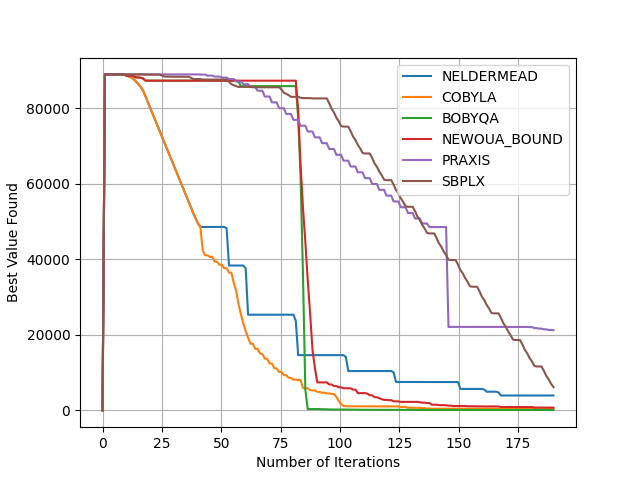 NELDERMEAD
COBYLA
BOBYQA
NEWOUA_BOUND
PRAXIS
SBPLX
80000
60000
40000
20000
0
Best Value Found
0 25 50 75 100 125 150 175
Number of Iterations